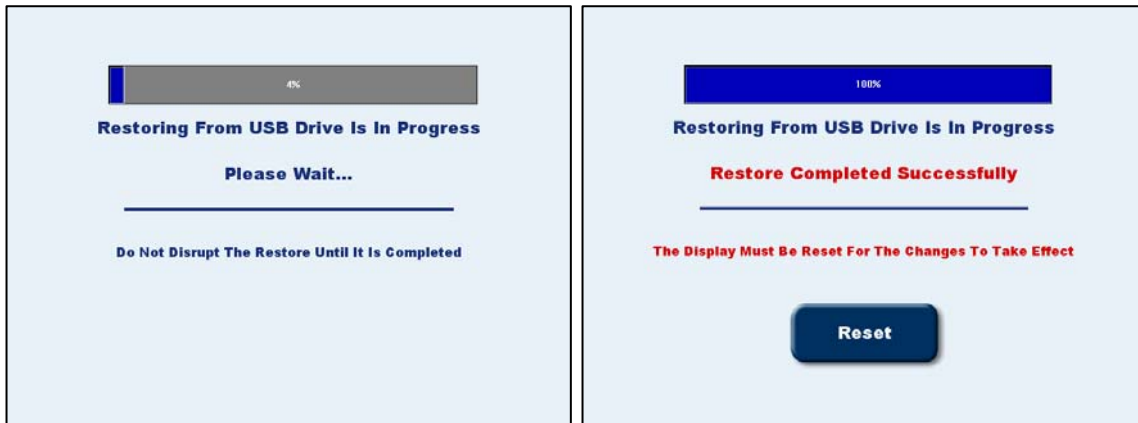 4%
Restoring From USB Drive Is In Progress
Please Wait...
Do Not Disrupt The Restore Until It Is Completed
100%
Restoring From USB Drive Is In Progress
Restore Completed Successfully
The Display Must Be Reset For The Changes To Take Effect
Reset